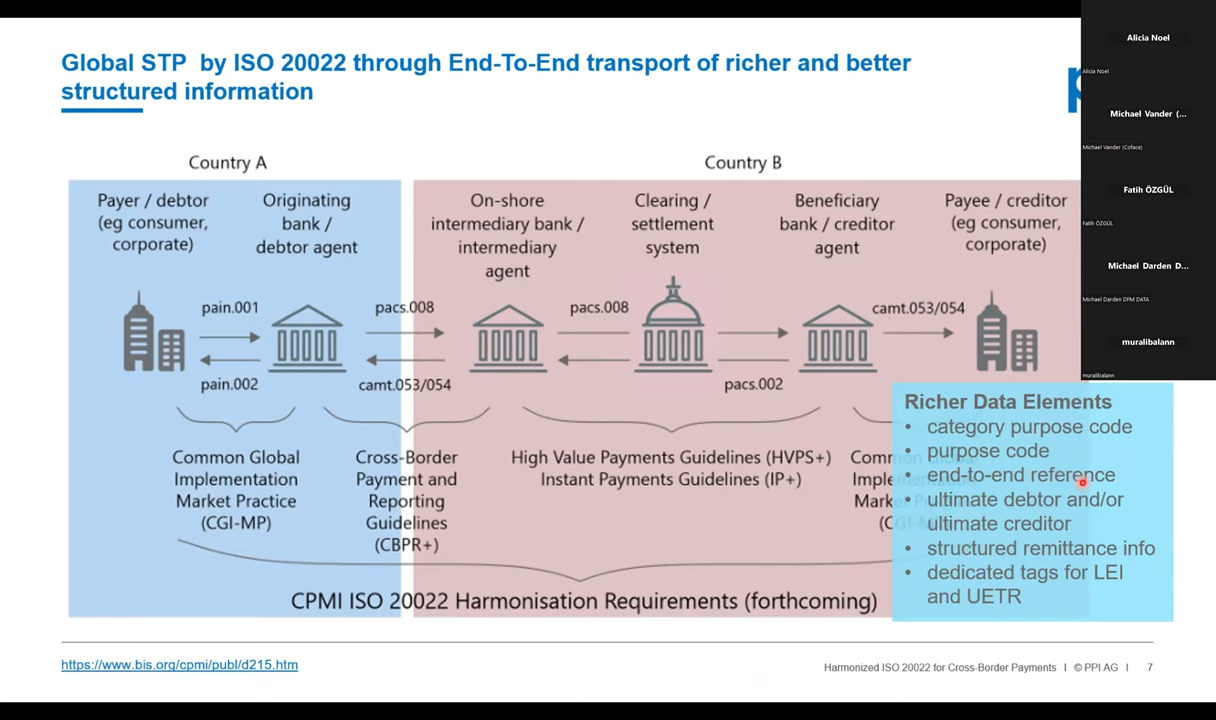 Global STP by ISO 20022 through End-To-End transport of richer and better
structured information
Country A
Country B
Payer / debtor
(eg consumer,
corporate)
Originating
bank /
debtor agent
On-shore
intermediary bank /
intermediary
agent
Clearing /
settlement
system
Beneficiary
bank / creditor
agent
Payee / creditor
(eg consumer,
corporate)
pain.001
pacs.008
pacs.008
camt.053/054
pain.002
camt.053/054
pacs.002
Common Global
Implementation
Market Practice
(CGI-MP)
Cross-Border
Payment and
Reporting
Guidelines
(CBPR+)
High Value Payments Guidelines (HVPS+)
Instant Payments Guidelines (IP+)
CPMI ISO 20022 Harmonisation Requirements (forthcoming)
Richer Data Elements
• category purpose code
• purpose code
• end-to-end reference
• ultimate debtor and/or
ultimate creditor
• structured remittance info
• dedicated tags for LEI
and UETR
https://www.bis.org/cpmi/publ/d215.htm
Harmonized ISO 20022 for Cross-Border Payments I © PPI AG I 7
Alicia Noel
Alicia Noel
Michael Vander (...
Michael Vander (Coface)
Fatih ÖZGÜL
Fatih ÖZGÜL
Michael Darden D...
Michael Darden DFM DATA
muralibalann
muralibalann